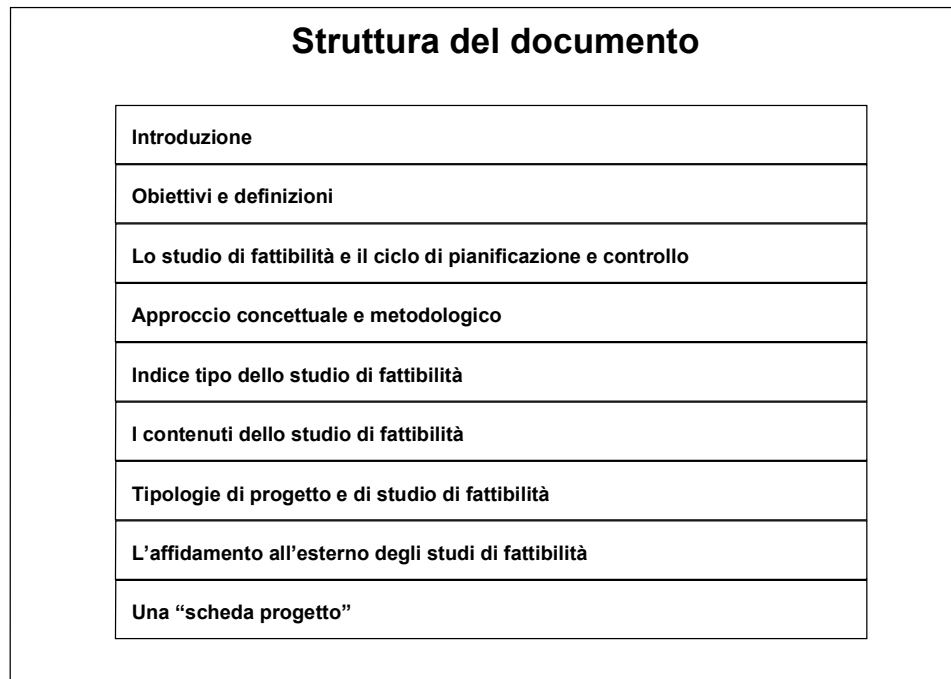 Struttura del documento
Introduzione
Obiettivi e definizioni
Lo studio di fattibilità e il ciclo di pianificazione e controllo
Approccio concettuale e metodologico
Indice tipo dello studio di fattibilità
I contenuti dello studio di fattibilità
Tipologie di progetto e di studio di fattibilità
L’affidamento all’esterno degli studi di fattibilità
Una “scheda progetto”